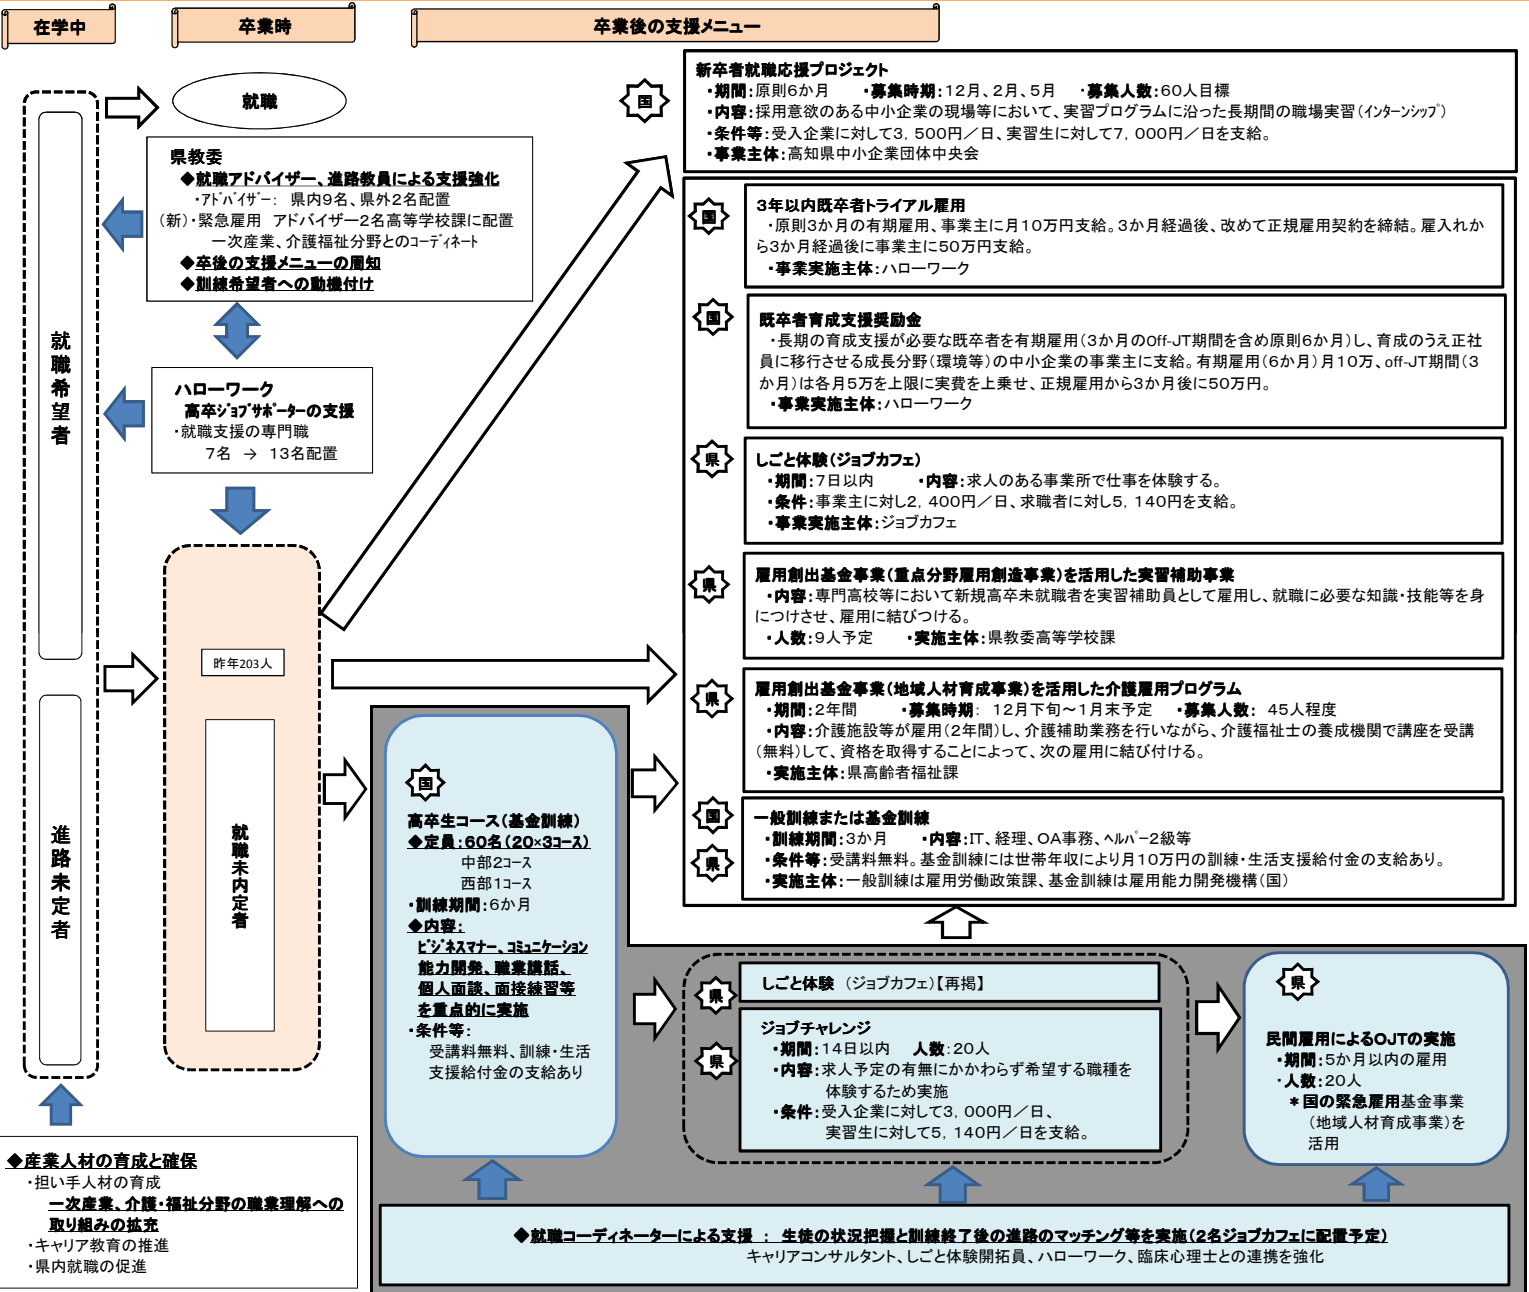 在学中
卒業時
卒業後の支援メニュー
就職
県教委
◆就職アドバイザー、進路教員による支援強化
・ｱﾄﾞﾊﾞｲｻﾞｰ： 県内9名、県外2名配置
（新）・緊急雇用 アドバイザー2名高等学校課に配置
一次産業、介護福祉分野とのｺｰﾃﾞｨﾈｰﾄ
◆卒後の支援メニューの周知
◆訓練希望者への動機付け
ハローワーク
高卒ｼﾞｮﾌﾞｻﾎﾟｰﾀｰの支援
・就職支援の専門職
7名 → 13名配置
就職希望者
進路未定者
昨年203人
就職未内定者
◆産業人材の育成と確保
・担い手人材の育成
一次産業、介護・福祉分野の職業理解への
取り組みの拡充
・キャリア教育の推進
・県内就職の促進
国
新卒者就職応援プロジェクト
・期間：原則6か月 ・募集時期：12月、2月、5月 ・募集人数：60人目標
・内容：採用意欲のある中小企業の現場等において、実習プログラムに沿った長期間の職場実習（ｲﾝﾀｰﾝｼｯﾌﾟ）
・条件等：受入企業に対して3，500円／日、実習生に対して7，000円／日を支給。
・事業主体：高知県中小企業団体中央会
国
3年以内既卒者トライアル雇用
・原則3か月の有期雇用、事業主に月10万円支給。3か月経過後、改めて正規雇用契約を締結。雇入れか
ら3か月経過後に事業主に50万円支給。
・事業実施主体：ハローワーク
国
既卒者育成支援奨励金
・長期の育成支援が必要な既卒者を有期雇用（3か月のOff-JT期間を含め原則6か月）し、育成のうえ正社
員に移行させる成長分野（環境等）の中小企業の事業主に支給。有期雇用（6か月）月10万、off-JT期間（3
か月）は各月5万を上限に実費を上乗せ、正規雇用から3か月後に50万円。
・事業実施主体：ハローワーク
県
しごと体験（ジョブカフェ）
・期間：7日以内 ・内容：求人のある事業所で仕事を体験する。
・条件：事業主に対し2，400円／日、求職者に対し5，140円を支給。
・事業実施主体：ジョブカフェ
県
雇用創出基金事業（重点分野雇用創造事業）を活用した実習補助事業
・内容：専門高校等において新規高卒未就職者を実習補助員として雇用し、就職に必要な知識・技能等を身
につけさせ、雇用に結びつける。
・人数：9人予定 ・実施主体：県教委高等学校課
県
雇用創出基金事業（地域人材育成事業）を活用した介護雇用プログラム
・期間：2年間 ・募集時期： 12月下旬～1月末予定 ・募集人数： 45人程度
・内容：介護施設等が雇用（2年間）し、介護補助業務を行いながら、介護福祉士の養成機関で講座を受講
（無料）して、資格を取得することによって、次の雇用に結び付ける。
・実施主体：県高齢者福祉課
国
県
一般訓練または基金訓練
・訓練期間：3か月 ・内容：IT、経理、OA事務、ﾍﾙﾊﾟｰ2級等
・条件等：受講料無料。基金訓練には世帯年収により月10万円の訓練・生活支援給付金の支給あり。
・実施主体：一般訓練は雇用労働政策課、基金訓練は雇用能力開発機構（国）
国
高卒生コース（基金訓練）
◆定員：60名（20×3ｺｰｽ）
中部2ｺｰｽ
西部1ｺｰｽ
・訓練期間：6か月
◆内容：
ﾋﾞｼﾞﾈｽマナー、ｺﾐｭﾆｹｰｼｮﾝ
能力開発、職業講話、
個人面談、面接練習等
を重点的に実施
・条件等：
受講料無料、訓練・生活
支援給付金の支給あり
県
しごと体験 （ジョブカフェ）【再掲】
県
ジョブチャレンジ
・期間：14日以内 人数：20人
・内容：求人予定の有無にかかわらず希望する職種を
体験するため実施
・条件：受入企業に対して3，000円／日、
実習生に対して5，140円／日を支給。
県
民間雇用によるOJTの実施
・期間：5か月以内の雇用
・人数：20人
＊国の緊急雇用基金事業
（地域人材育成事業）を
活用
◆就職コーディネーターによる支援 ： 生徒の状況把握と訓練終了後の進路のマッチング等を実施（2名ジョブカフェに配置予定）
キャリアコンサルタント、しごと体験開拓員、ハローワーク、臨床心理士との連携を強化